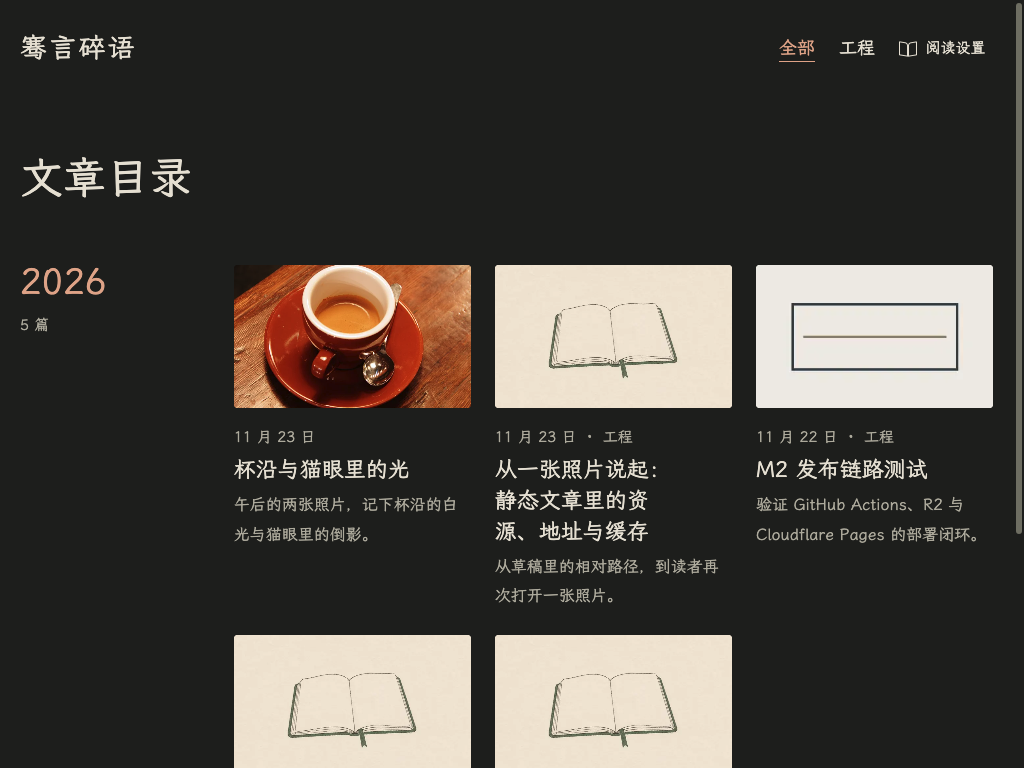 骞言碎语
全部
工程
阅读设置
文章目录
2026
5 篇
11 月 23 日
杯沿与猫眼里的光
午后的两张照片，记下杯沿的白
光与猫眼里的倒影。
11 月 23 日 · 工程
从一张照片说起：
静态文章里的资
源、地址与缓存
从草稿里的相对路径，到读者再
次打开一张照片。
11 月 22 日 · 工程
M2 发布链路测试
验证 GitHub Actions、R2 与
Cloudflare Pages 的部署闭环。